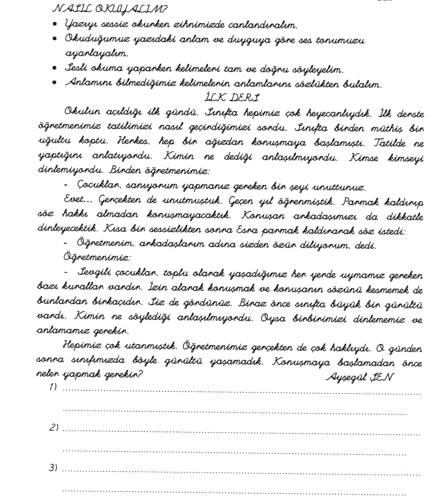 NASIL OKUYALIM?
• Yazıyı sessiz okurken zihnimizde canlandıralım.
• Okuduğumuz yazıdaki anlam ve duyguya göre ses tonumuzu
ayarlayalım.
• Sesli okuma yaparken kelimeleri tam ve doğru söyleyelim.
• Anlamını bilmediğimiz kelimelerin anlamlarını sözlükten bulalım.
İLK DERS
Okulun açıldığı ilk gündü. Sınıfta hepimiz çok heyecanlıydık. İlk derste
öğretmenimiz tatilimizi nasıl geçirdiğimizi sordu. Sınıfta birden müthiş bir
uğultu koptu. Herkes, hep bir ağızdan konuşmaya başlamıştı. Tatilde ne
yaptığını anlatıyordu. Kimin ne dediği anlaşılmıyordu. Kimse kimseyi
dinlemiyordu. Birden öğretmenimiz:
- Çocuklar, sanıyorum yapmanız gereken bir şeyi unuttunuz.
Evet... Gerçekten de unutmuştuk. Geçen yıl öğrenmiştik. Parmak kaldırıp
söz hakkı almadan konuşmayacaktık. Konuşan arkadaşımızı da dikkatle
dinleyecektik. Kısa bir sessizlikten sonra Esra parmak kaldırarak söz istedi:
- Öğretmenim, arkadaşlarım adına sizden özür diliyorum, dedi.
Öğretmenimiz:
- Sevgili çocuklar, toplu olarak yaşadığımız her yerde uymamız gereken
bazı kurallar vardır. İzin alarak konuşmak ve konuşanın sözünü kesmemek de
bunlardan birkaçıdır. Siz de gördünüz. Biraz önce sınıfta büyük bir gürültü
vardı. Kimin ne söylediği anlaşılmıyordu. Oysa birbirimizi dinlememiz ve
anlamamız gerekir.
Hepimiz çok utanmıştık. Öğretmenimiz gerçekten de çok haklıydı. O günden
sonra sınıfımızda böyle gürültü yaşamadık. Konuşmaya başlamadan önce
neler yapmak gerekir? Ayşegül ŞEN
1)
2)
3)